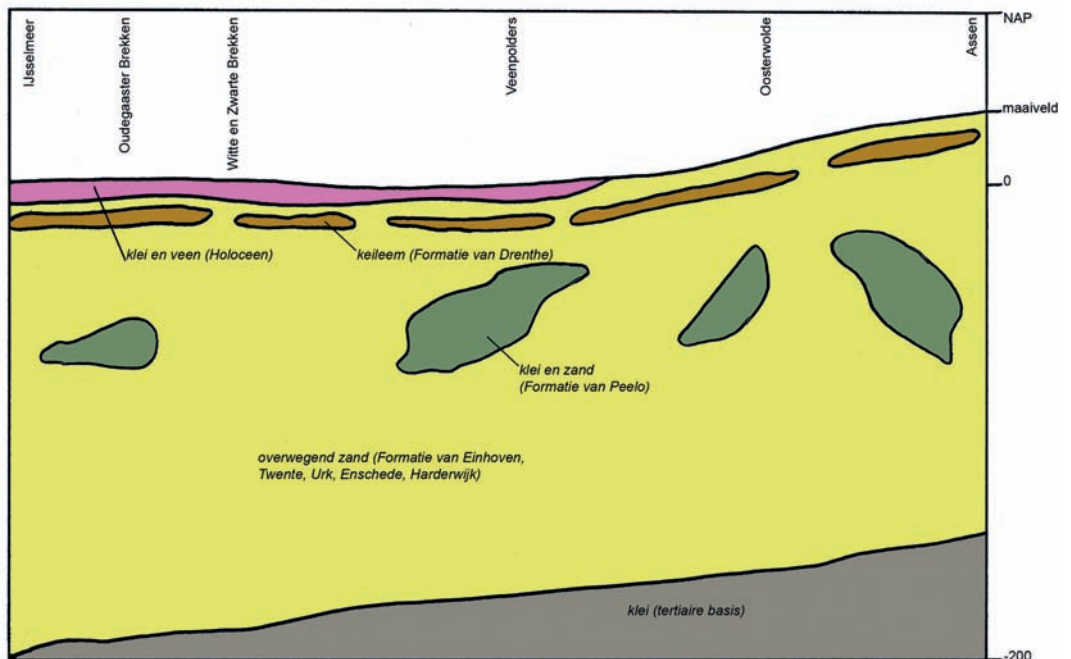 NAP
IJsselmeer
Oudegaaster Brekken
Witte en Zwarte Brekken
Veenpolders
Oosterwolde
Assen
maaiveld
0
klei en veen (Holoceen)
keileem (Formatie van Drenthe)
klei en zand
(Formatie van Peelo)
overwegend zand (Formatie van Einhoven,
Twente, Urk, Enschede, Harderwijk)
klei (tertiaire basis)
-200